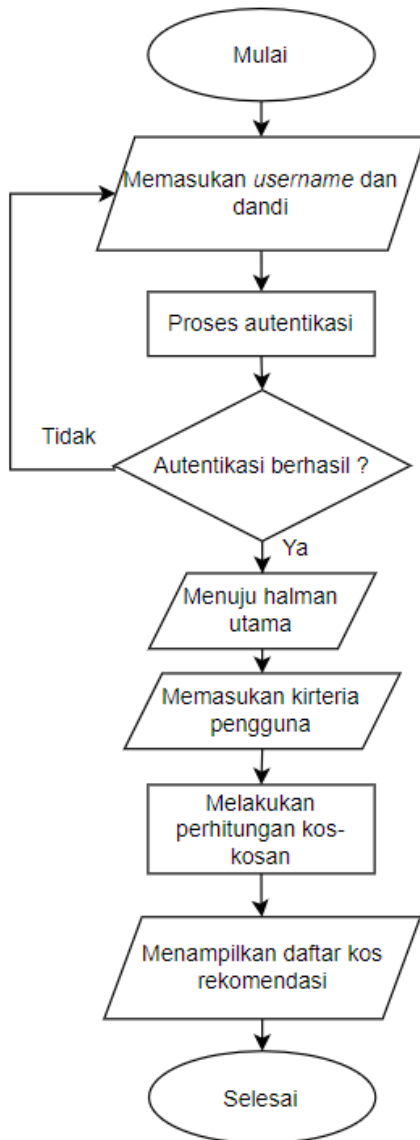 Mulai
Memasukan username dan
dandi
Proses autentikasi
Autentikasi berhasil ?
Tidak
Ya
Menuju halman
utama
Memasukan kirteria
pengguna
Melakukan
perhitungan kos-
kosan
Menampilkan daftar kos
rekomendasi
Selesai